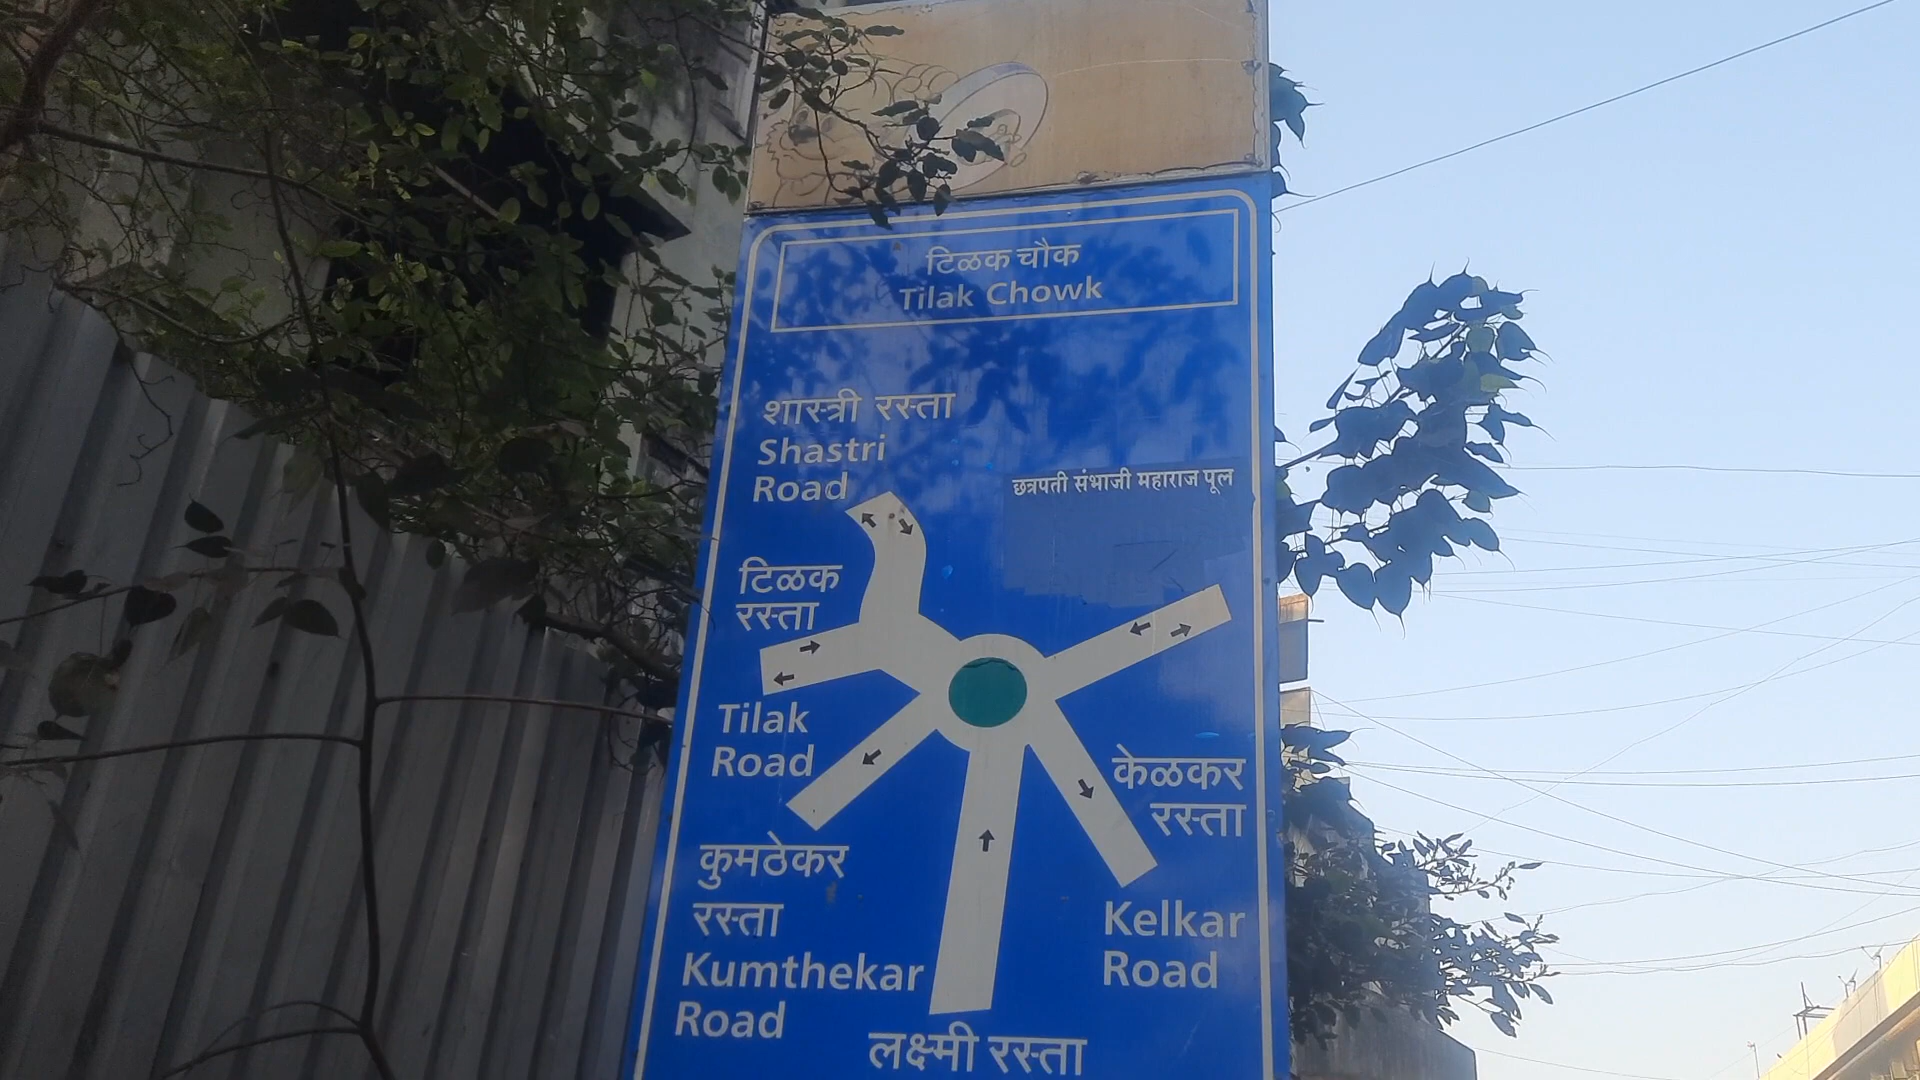 टिळक चौक
Tilak Chowk
शास्त्री रस्ता
Shastri
Road
छत्रपती संभाजी महाराज पूल
टिळक
रस्ता
Tilak
Road
केळकर
रस्ता
कुमठेकर
रस्ता
Kumthekar
Road
Kelkar
Road
लक्ष्मी रस्ता